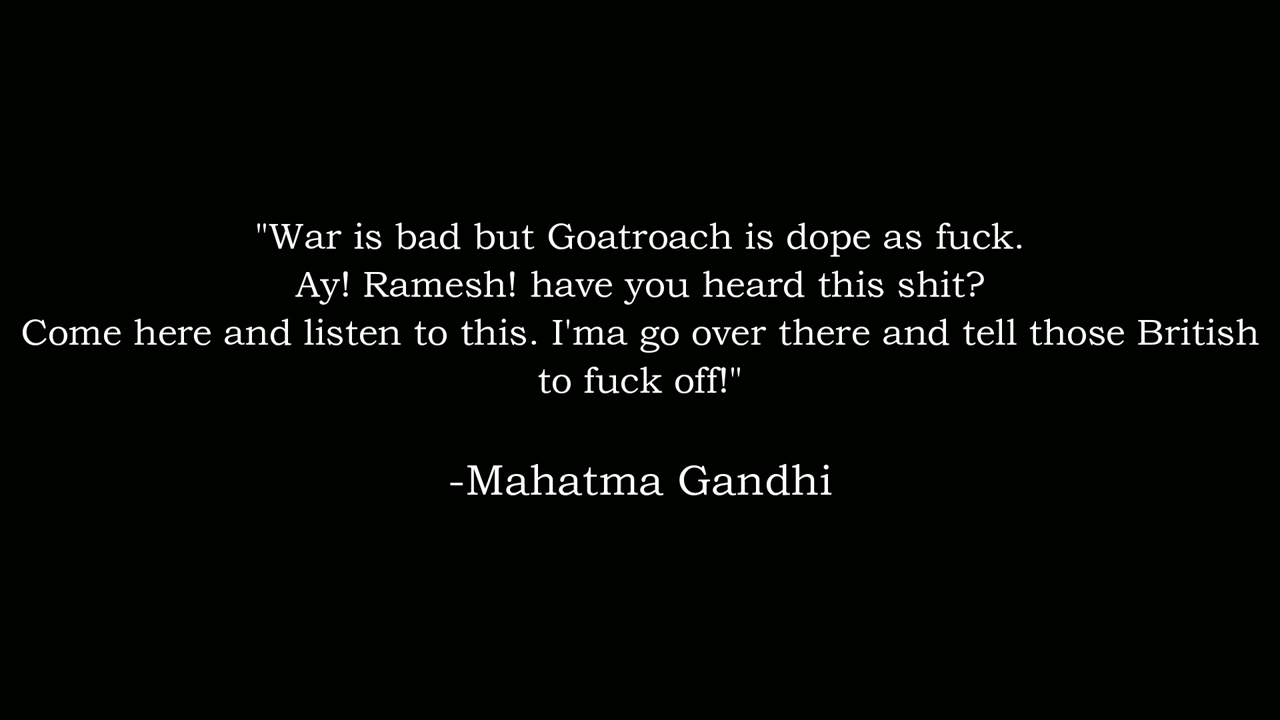 "War is bad but Goatroach is dope as fuck.
Ay! Ramesh! have you heard this shit?
Come here and listen to this. I'ma go over there and tell those British
to fuck off!"
-Mahatma Gandhi